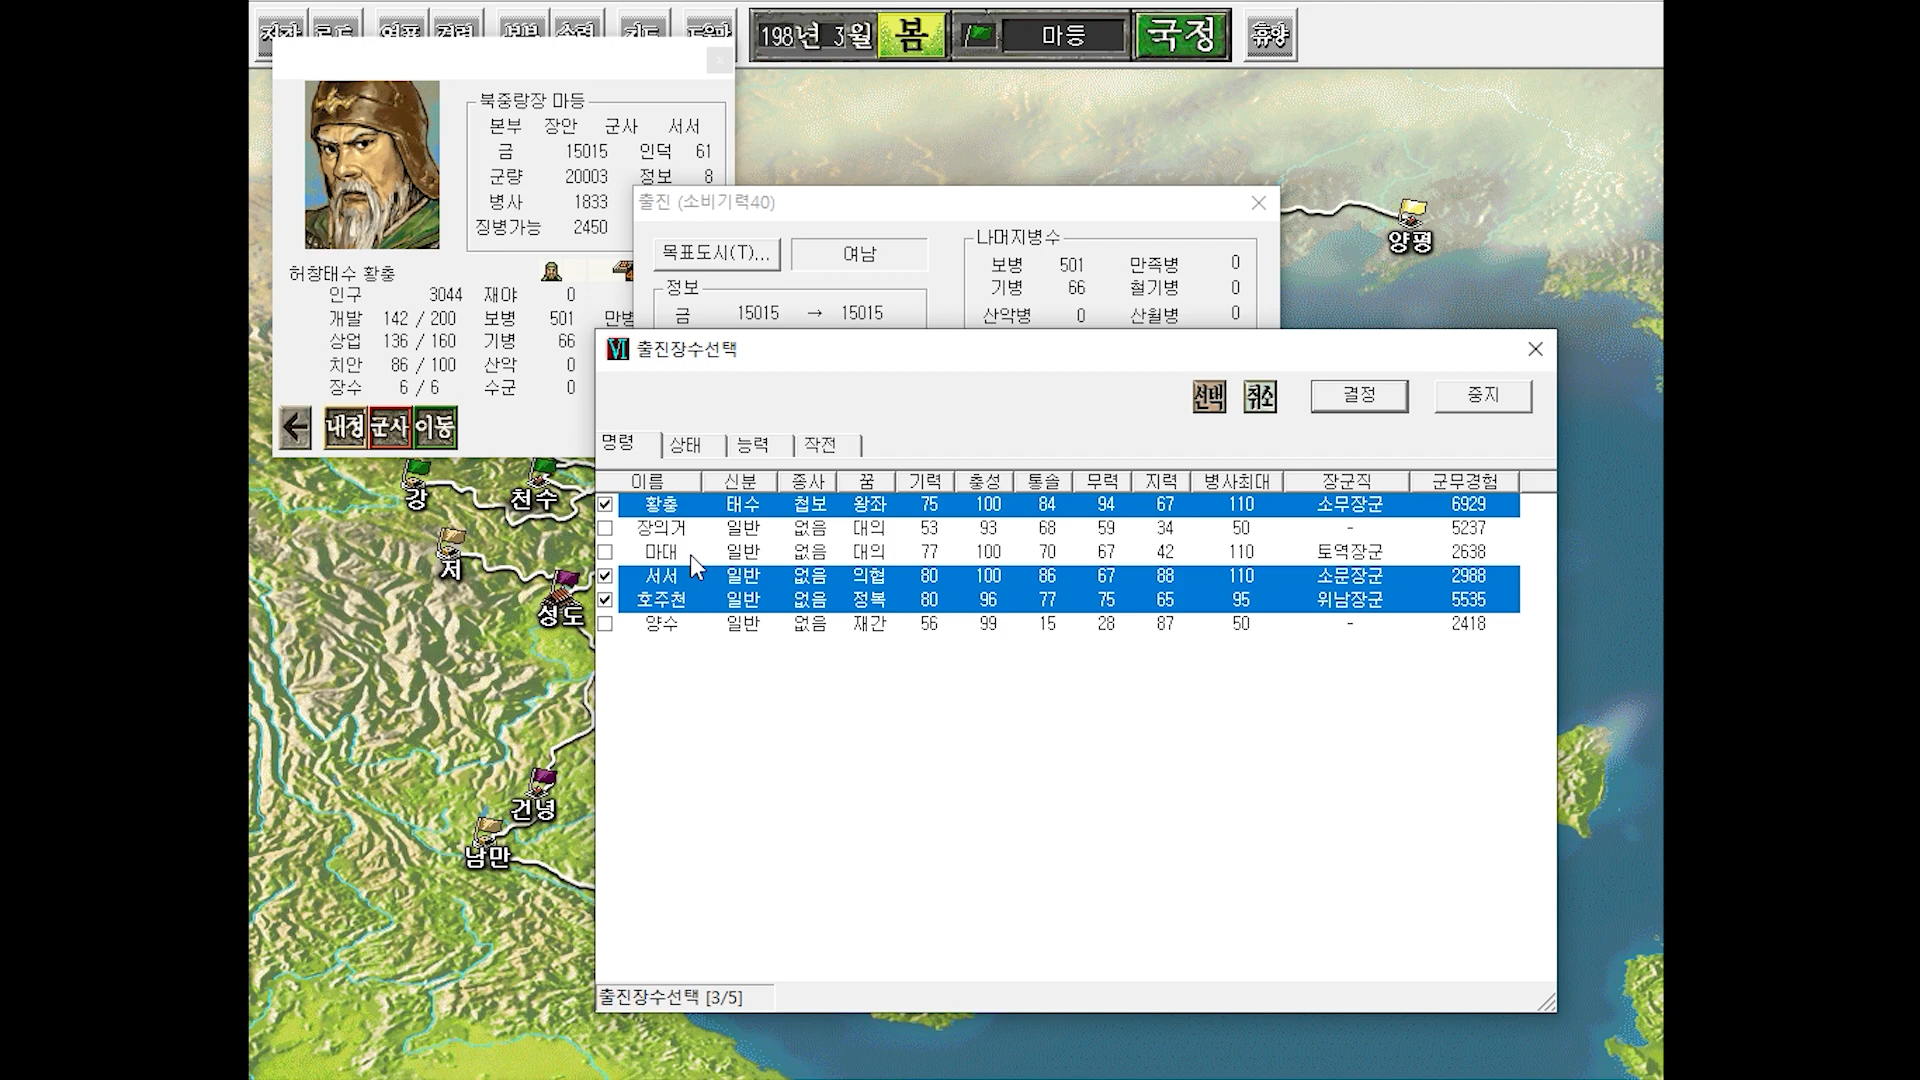 198년 3월 봄 마등 국정 휴양
북중랑장 마등
본부 장안 군사 서서
금 15015 인덕 61
군량 20003 정보 8
병사 1833
징병가능 2450
허창태수 황충
인구 3044 재야 0
개발 142 / 200 보병 501 만병
상업 136 / 160 기병 66
치안 86 / 100 산악 0
장수 6 / 6 수군 0
내정 군사 이동
출진 (소비기력40)
목표도시(T)... 여남
정보
금 15015 → 15015
나머지병수
보병 501 만족병 0
기병 66 철기병 0
산악병 0 산월병 0
출진장수선택
선택 취소 결정 중지
명령 상태 능력 작전
이름 신분 종사 꿈 기력 충성 통솔 무력 지력 병사최대 장군직 군무경험
황충 태수 첩보 왕좌 75 100 84 94 67 110 소무장군 6929
장의거 일반 없음 대의 53 93 68 59 34 50 - 5237
마대 일반 없음 대의 77 100 70 67 42 110 토역장군 2638
서서 일반 없음 의협 80 100 86 67 88 110 소문장군 2988
호주천 일반 없음 정복 80 96 77 75 65 95 위남장군 5535
양수 일반 없음 재간 56 99 15 28 87 50 - 2418
출진장수선택 [3/5]
양평
강
천수
저
성도
건녕
남만